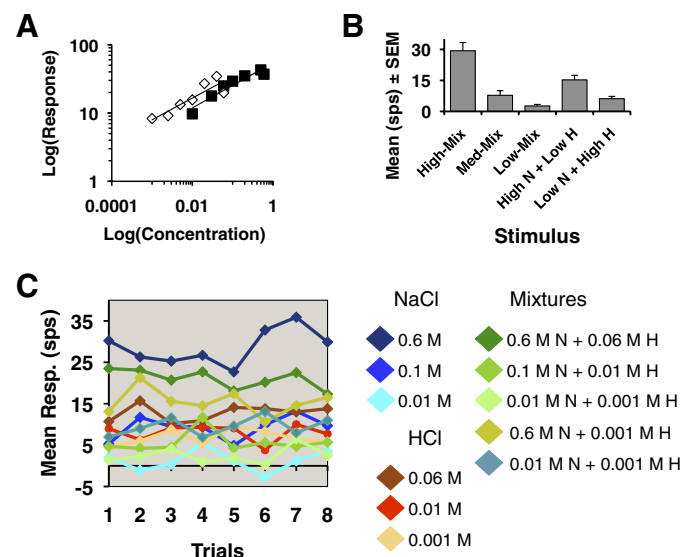 A
Log(Response)
100
10
1
0.0001
0.01
1
Log(Concentration)
B
Mean (sps) ± SEM
30
15
0
High-Mix
Med-Mix
Low-Mix
High N + Low H
Low N + High H
Stimulus
C
Mean Resp. (sps)
35
25
15
5
-5
1 2 3 4 5 6 7 8
Trials
NaCl
0.6 M
0.1 M
0.01 M
HCl
0.06 M
0.01 M
0.001 M
Mixtures
0.6 M N + 0.06 M H
0.1 M N + 0.01 M H
0.01 M N + 0.001 M H
0.6 M N + 0.001 M H
0.01 M N + 0.001 M H